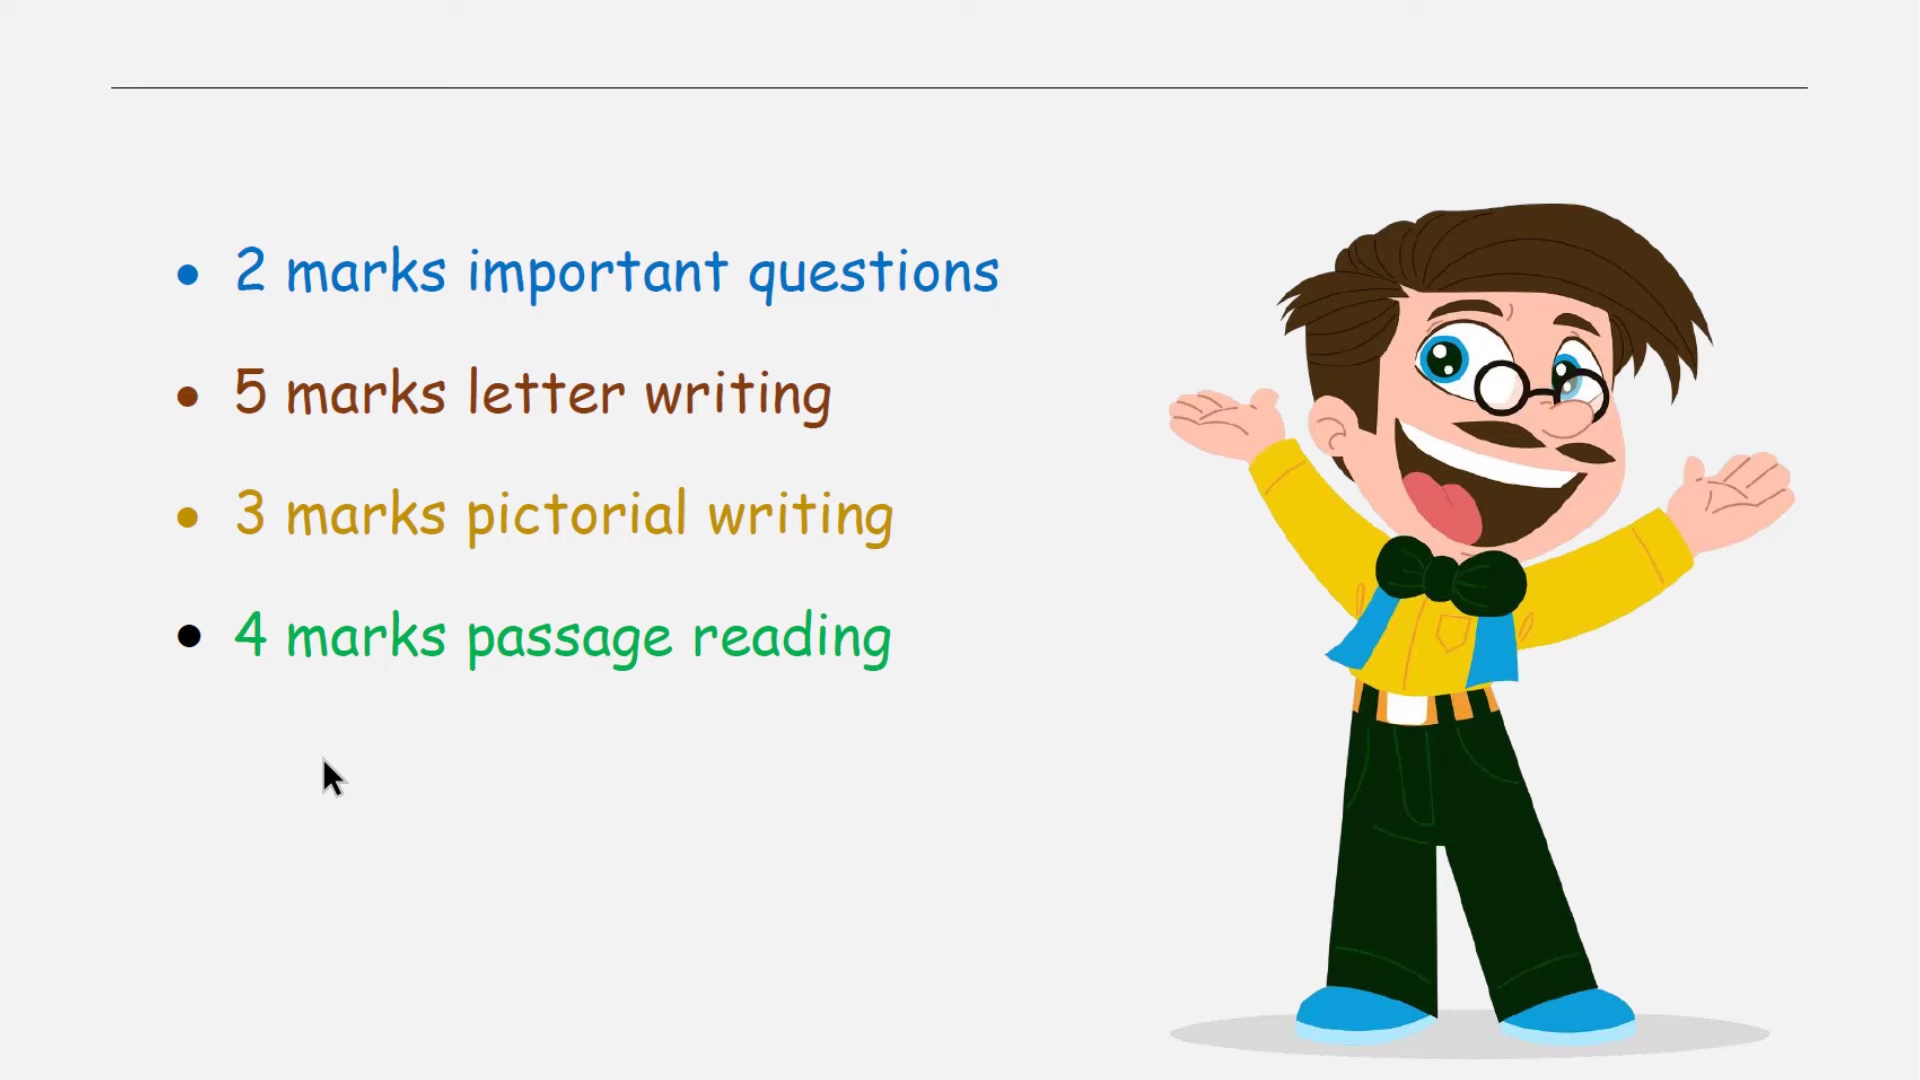 • 2 marks important questions
• 5 marks letter writing
• 3 marks pictorial writing
• 4 marks passage reading